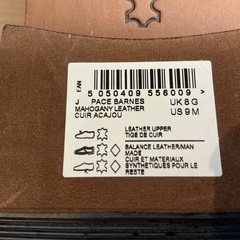 EAN
5 050409 556009 >
J PACE BARNES UK 8 G
MAHOGANY LEATHER US 9 M
CUIR ACAJOU
LEATHER UPPER
TIGE DE CUIR
BALANCE LEATHER/MAN
MADE
CUIR ET MATERIAUX
SYNTHETIQUES POUR LE
RESTE